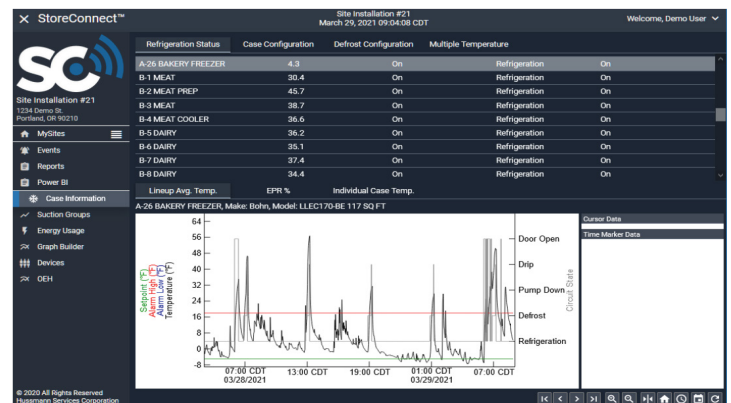 StoreConnect™
Site Installation #21
March 29, 2021 09:04:08 CDT
Welcome, Demo User
SC
Site Installation #21
1234 Demo St.
Portland, OR 90210
MySites
Events
Reports
Power BI
Case Information
Suction Groups
Energy Usage
Graph Builder
Devices
OEH
© 2020 All Rights Reserved
Hussmann Services Corporation
Refrigeration Status Case Configuration Defrost Configuration Multiple Temperature
A-26 BAKERY FREEZER 4.3 On Refrigeration On
B-1 MEAT 30.4 On Refrigeration On
B-2 MEAT PREP 45.7 On Refrigeration On
B-3 MEAT 38.7 On Refrigeration On
B-4 MEAT COOLER 36.6 On Refrigeration On
B-5 DAIRY 36.2 On Refrigeration On
B-6 DAIRY 35.1 On Refrigeration On
B-7 DAIRY 37.4 On Refrigeration On
B-8 DAIRY 34.4 On Refrigeration On
Lineup Avg. Temp. EPR % Individual Case Temp.
A-26 BAKERY FREEZER, Make: Bohn, Model: LLEC170-BE 117 SQ FT
Setpoint (°F)
Alarm High (°F)
Alarm Low (°F)
Temperature (°F)
64
56
48
40
32
24
16
8
0
-8
Door Open
Drip
Pump Down
Defrost
Refrigeration
Circuit State
07:00 CDT 13:00 CDT 19:00 CDT 01:00 CDT 07:00 CDT
03/28/2021 03/29/2021
Cursor Data
Time Marker Data